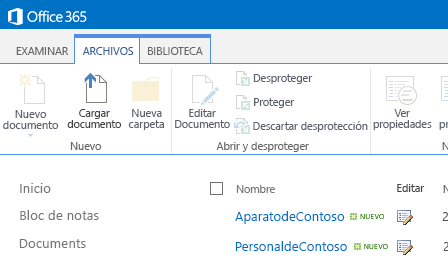 Office 365
EXAMINAR ARCHIVOS BIBLIOTECA
Nuevo documento
Cargar documento
Nueva carpeta
Nuevo
Editar Documento
Desproteger
Proteger
Descartar desprotección
Abrir y desproteger
Ver propiedades
Inicio
Bloc de notas
Documents
Nombre Editar
AparatodeContoso NUEVO
PersonaldeContoso NUEVO